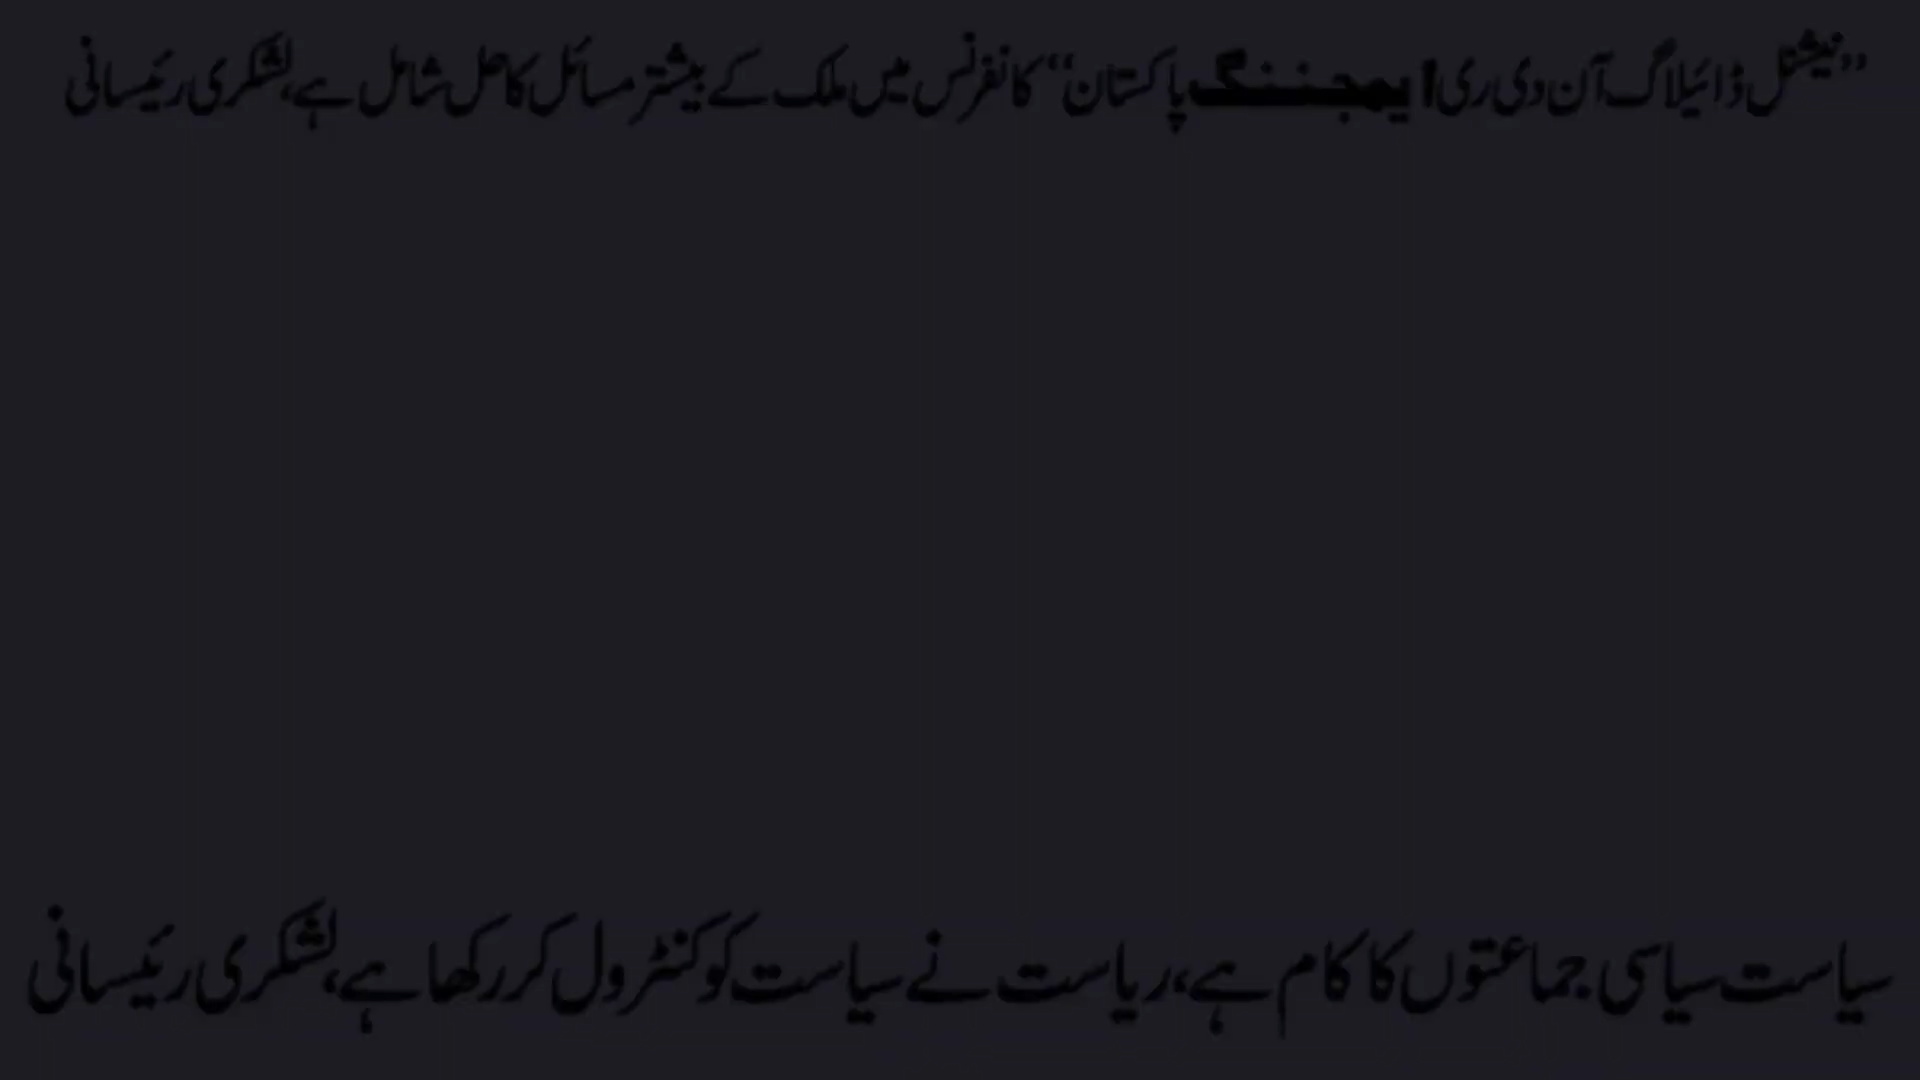 ’’نیشنل ڈائیلاگ آن دی ری ایمجننگ پاکستان‘‘ کانفرنس میں ملک کے بیشتر مسائل کا حل شامل ہے، لشکری رئیسانی
سیاست سیاسی جماعتوں کا کام ہے، ریاست نے سیاست کو کنٹرول کر رکھا ہے، لشکری رئیسانی